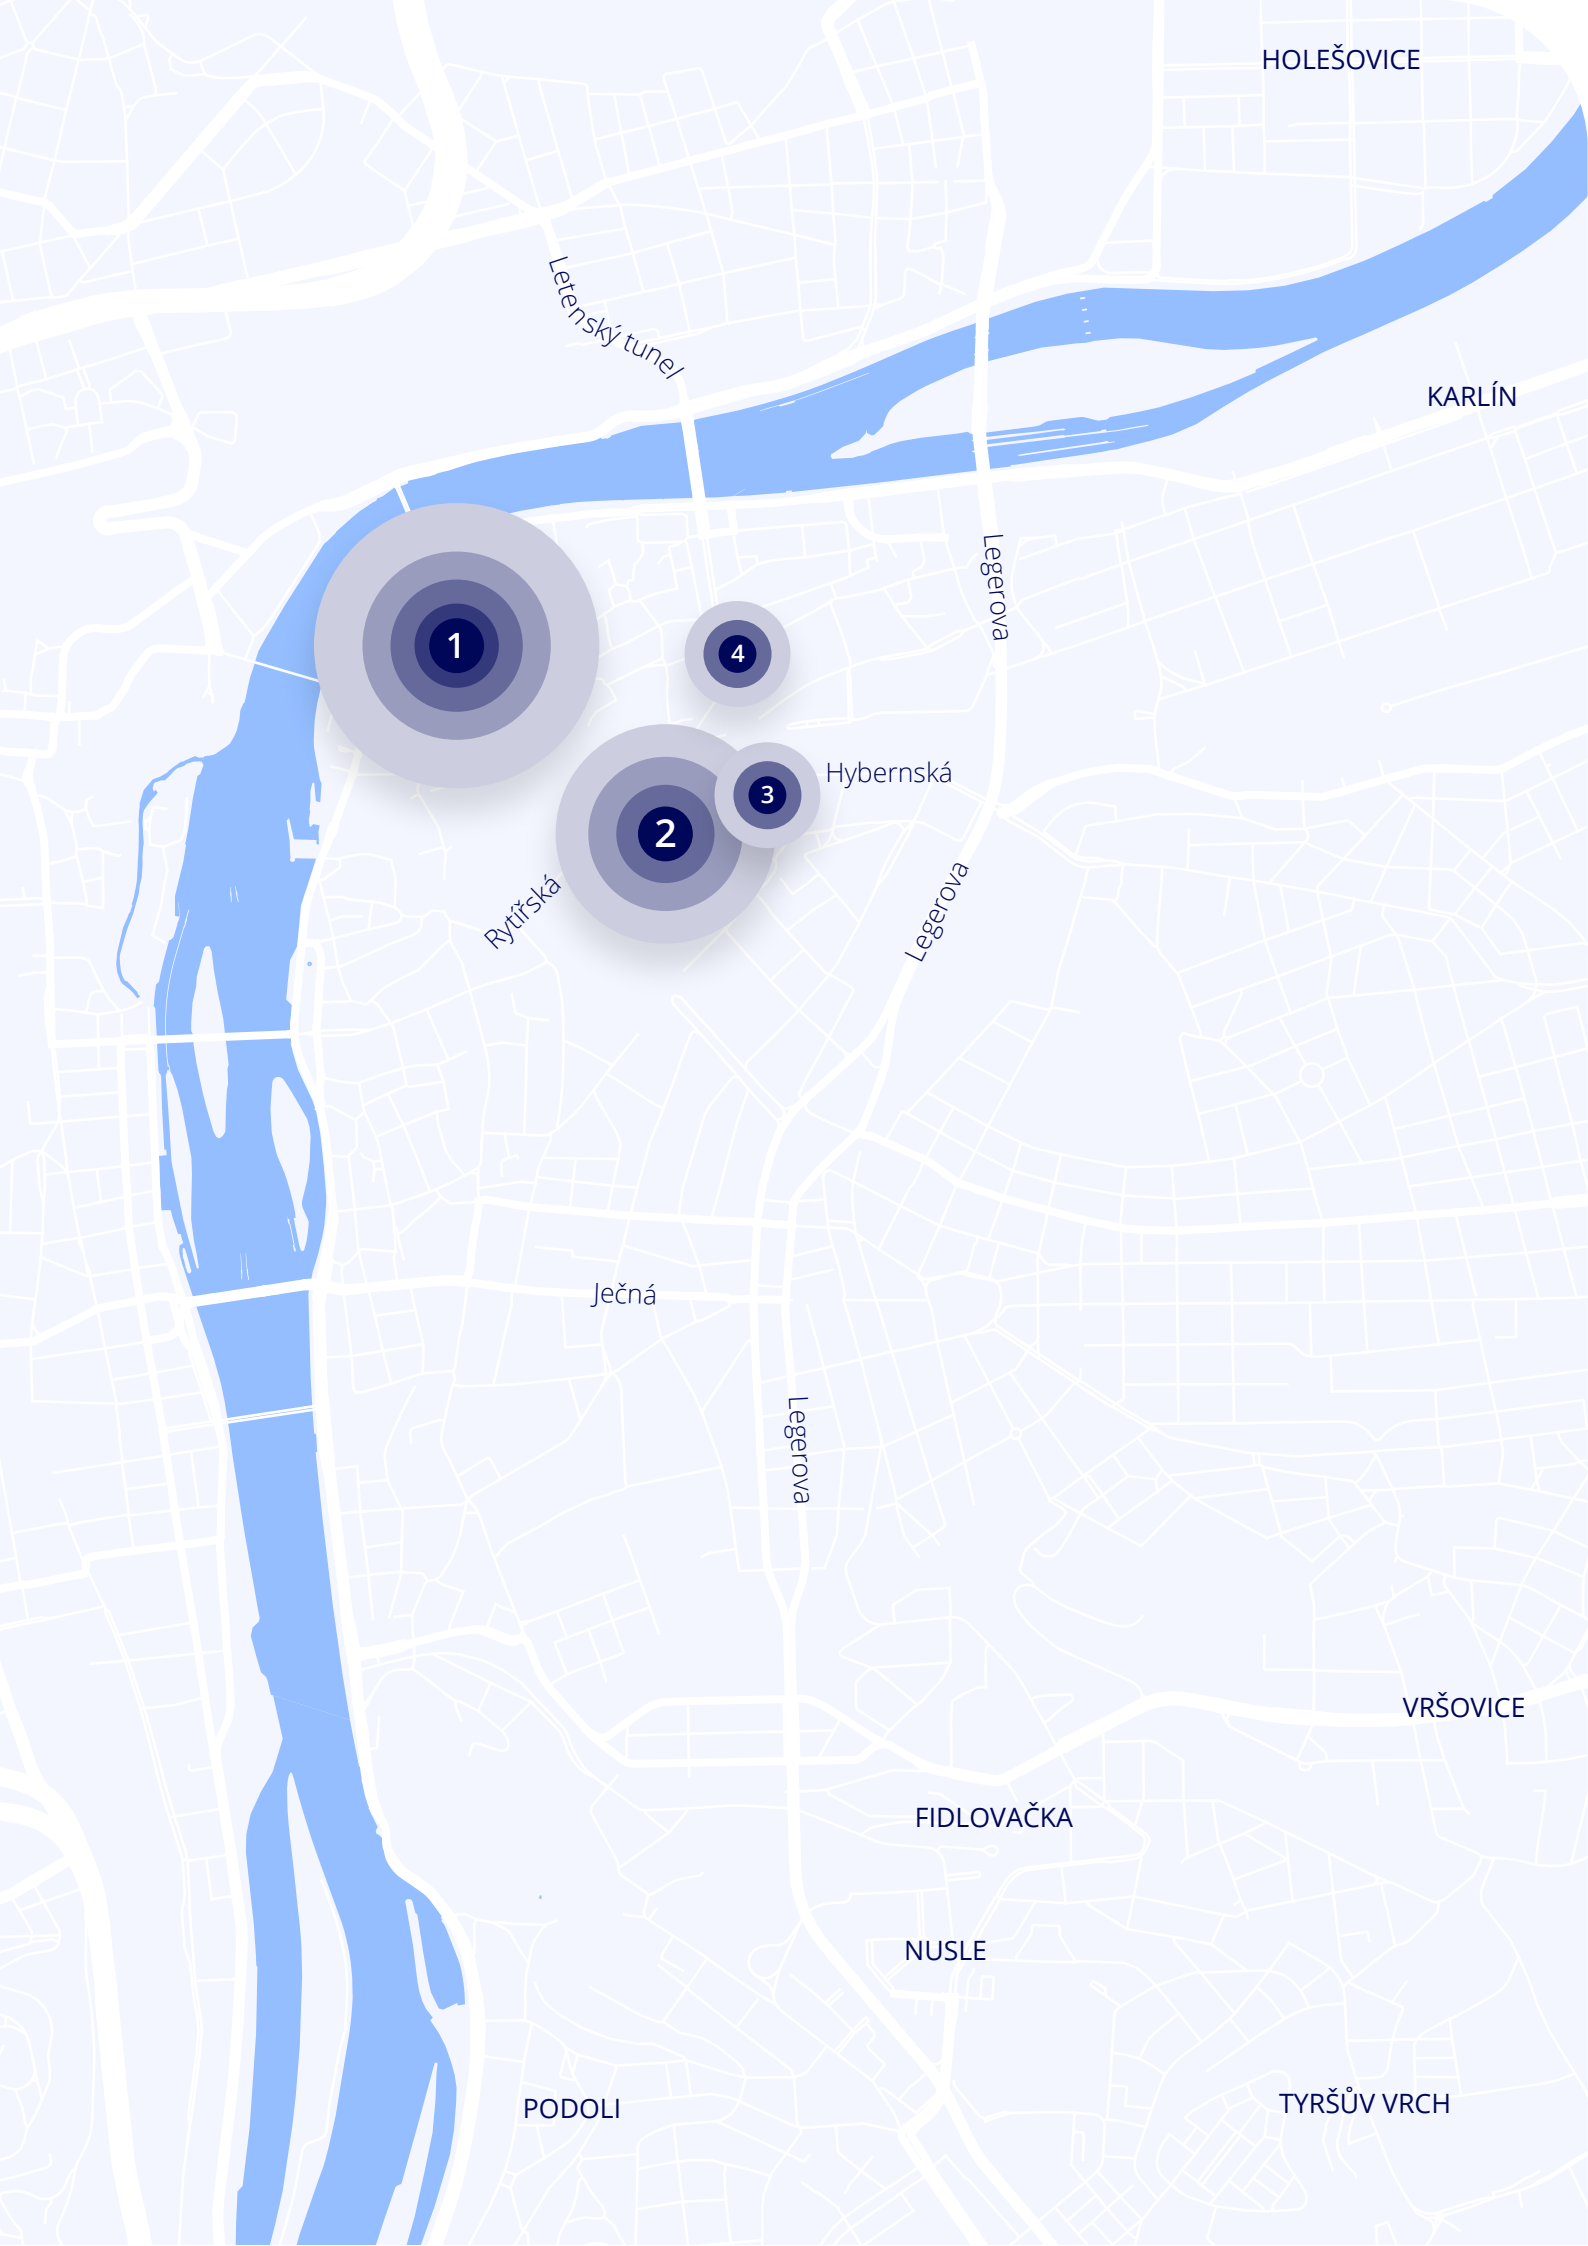 HOLEŠOVICE
Letenský tunel
KARLÍN
Legerova
1
4
Hybernská
3
2
Rytířská
Legerova
Ječná
Legerova
VRŠOVICE
FIDLOVAČKA
NUSLE
TYRŠŮV VRCH
PODOLI